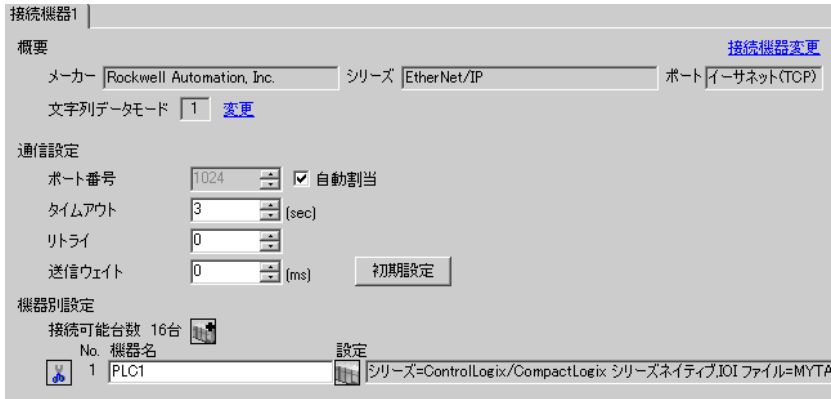 接続機器1
概要 接続機器変更
メーカー Rockwell Automation, Inc. シリーズ EtherNet/IP ポート イーサネット(TCP)
文字列データモード 1 変更
通信設定
ポート番号 1024 自動割当
タイムアウト 3 (sec)
リトライ 0
送信ウェイト 0 (ms) 初期設定
機器別設定
接続可能台数 16台
No. 機器名 設定
1 PLC1 シリーズ=ControlLogix/CompactLogix シリーズネイティブ,IOI ファイル=MYTA